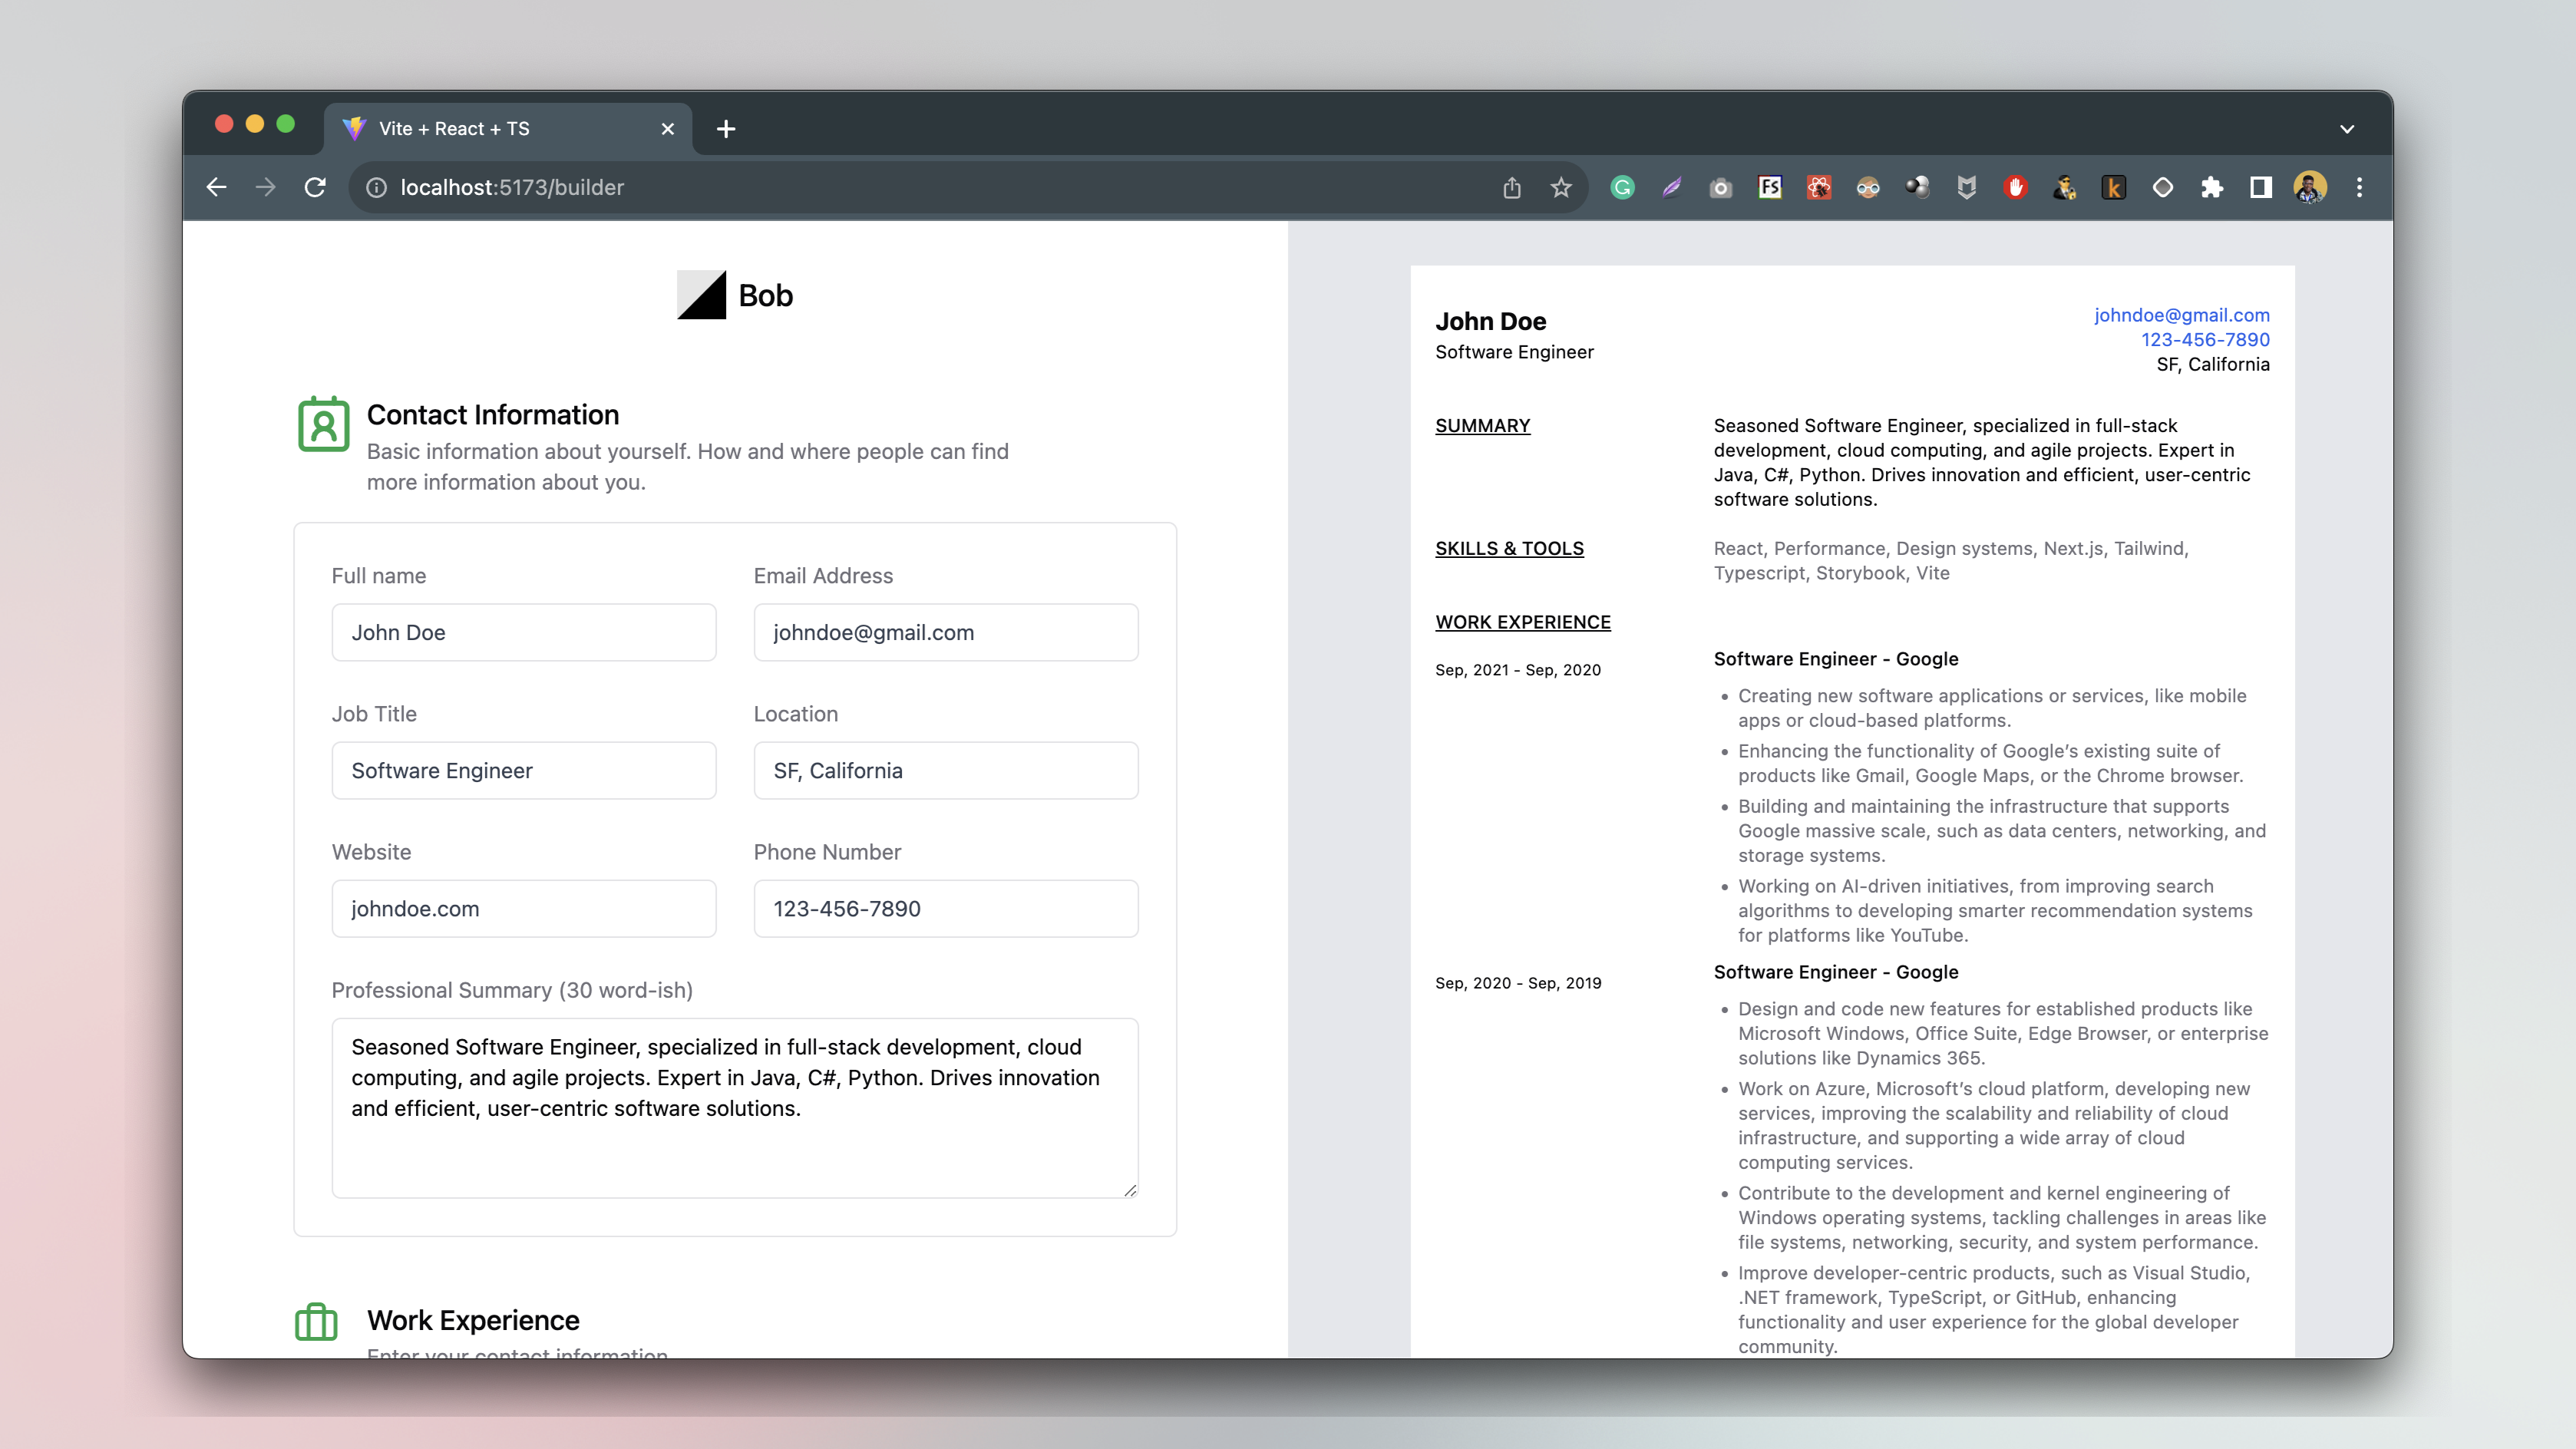 Vite + React + TS
localhost:5173/builder
Bob
Contact Information
Basic information about yourself. How and where people can find
more information about you.
Full name
Email Address
John Doe
johndoe@gmail.com
Job Title
Location
Software Engineer
SF, California
Website
Phone Number
johndoe.com
123-456-7890
Professional Summary (30 word-ish)
Seasoned Software Engineer, specialized in full-stack development, cloud
computing, and agile projects. Expert in Java, C#, Python. Drives innovation
and efficient, user-centric software solutions.
Work Experience
Enter your contact information
John Doe
Software Engineer
johndoe@gmail.com
123-456-7890
SF, California
SUMMARY
Seasoned Software Engineer, specialized in full-stack
development, cloud computing, and agile projects. Expert in
Java, C#, Python. Drives innovation and efficient, user-centric
software solutions.
SKILLS & TOOLS
React, Performance, Design systems, Next.js, Tailwind,
Typescript, Storybook, Vite
WORK EXPERIENCE
Sep, 2021 - Sep, 2020
Software Engineer - Google
• Creating new software applications or services, like mobile
apps or cloud-based platforms.
• Enhancing the functionality of Google’s existing suite of
products like Gmail, Google Maps, or the Chrome browser.
• Building and maintaining the infrastructure that supports
Google massive scale, such as data centers, networking, and
storage systems.
• Working on AI-driven initiatives, from improving search
algorithms to developing smarter recommendation systems
for platforms like YouTube.
Sep, 2020 - Sep, 2019
Software Engineer - Google
• Design and code new features for established products like
Microsoft Windows, Office Suite, Edge Browser, or enterprise
solutions like Dynamics 365.
• Work on Azure, Microsoft’s cloud platform, developing new
services, improving the scalability and reliability of cloud
infrastructure, and supporting a wide array of cloud
computing services.
• Contribute to the development and kernel engineering of
Windows operating systems, tackling challenges in areas like
file systems, networking, security, and system performance.
• Improve developer-centric products, such as Visual Studio,
.NET framework, TypeScript, or GitHub, enhancing
functionality and user experience for the global developer
community.